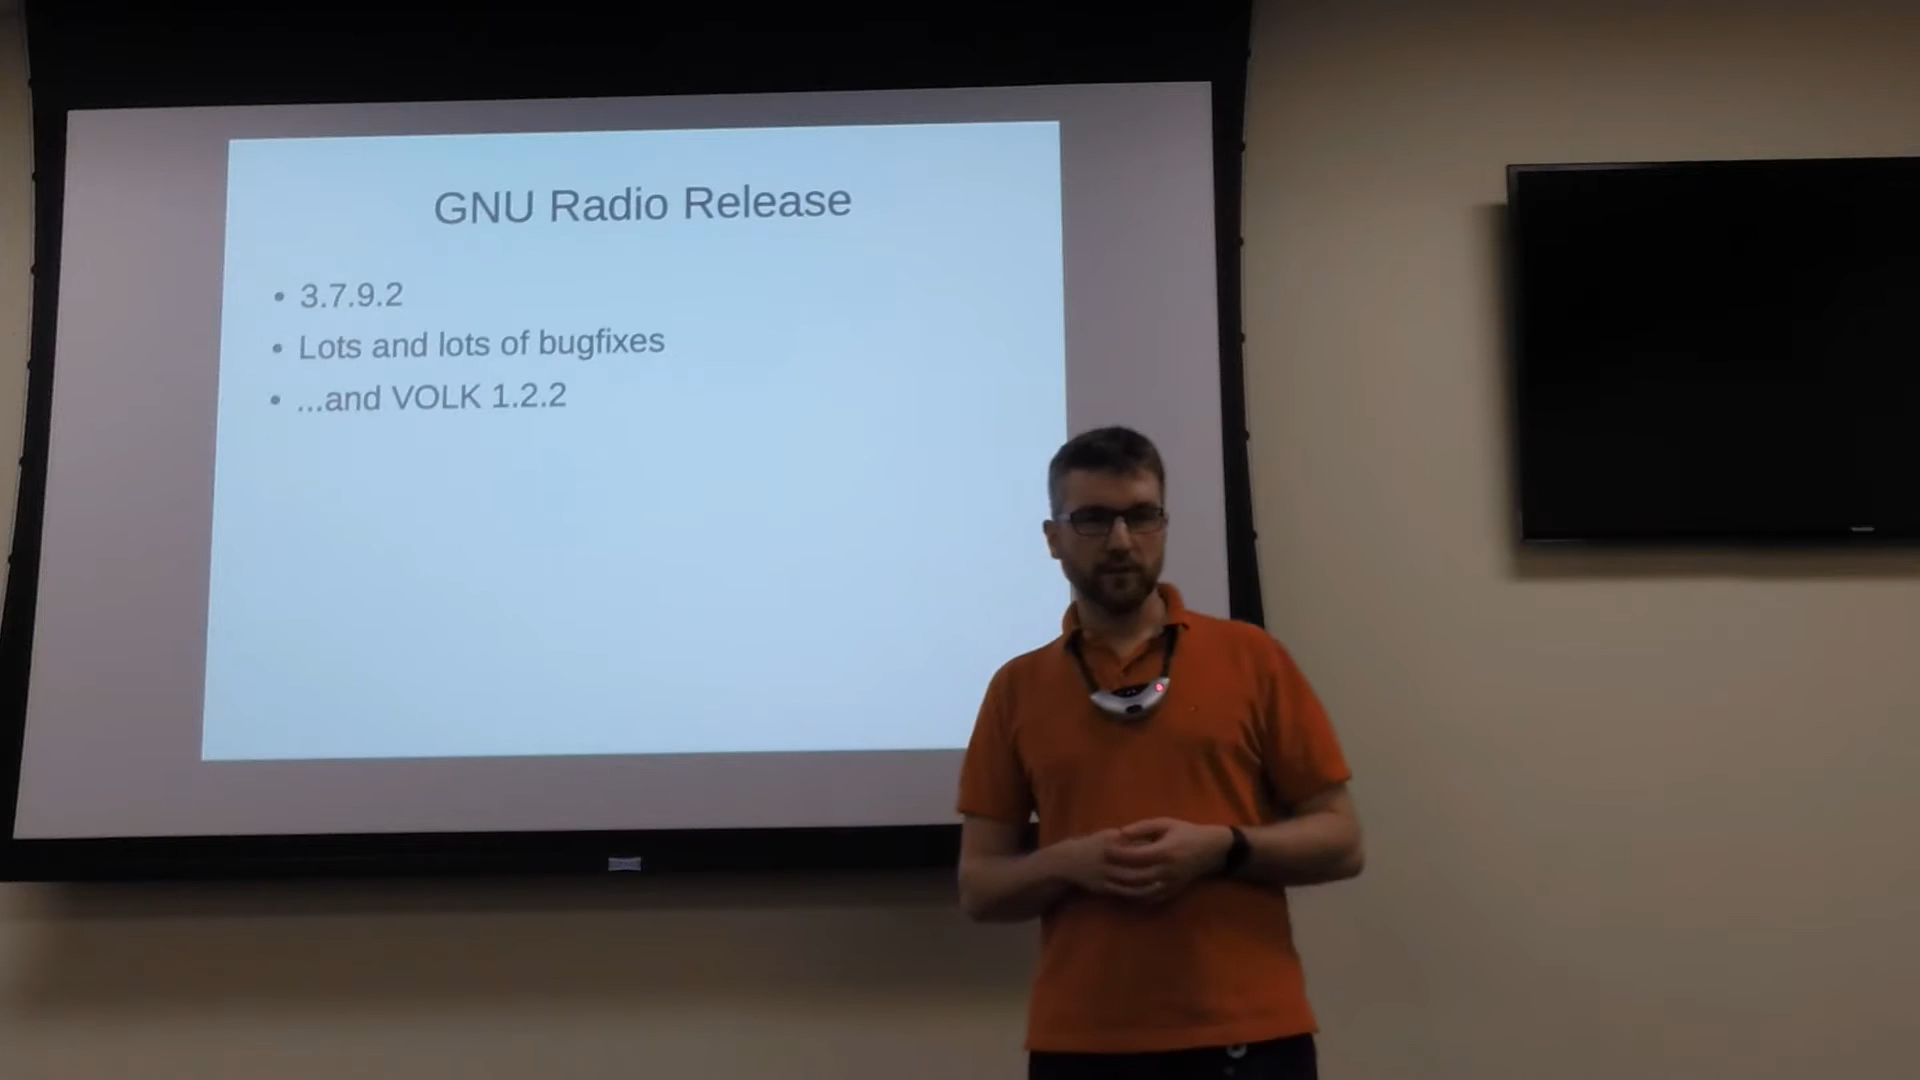 GNU Radio Release
• 3.7.9.2
• Lots and lots of bugfixes
• ...and VOLK 1.2.2